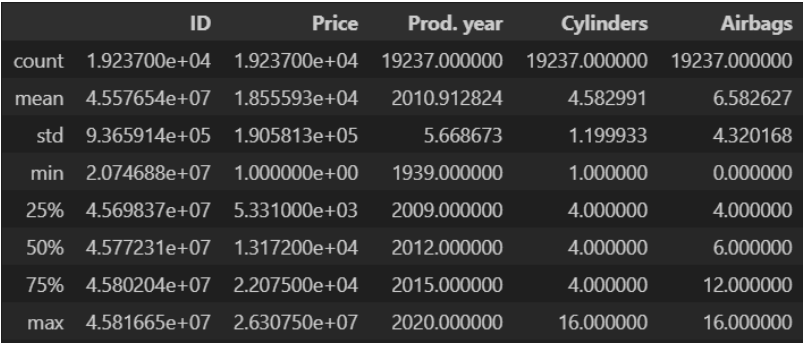 ID Price Prod. year Cylinders Airbags
count 1.923700e+04 1.923700e+04 19237.000000 19237.000000 19237.000000
mean 4.557654e+07 1.855593e+04 2010.912824 4.582991 6.582627
std 9.365914e+05 1.905813e+05 5.668673 1.199933 4.320168
min 2.074688e+07 1.000000e+00 1939.000000 1.000000 0.000000
25% 4.569837e+07 5.331000e+03 2009.000000 4.000000 4.000000
50% 4.577231e+07 1.317200e+04 2012.000000 4.000000 6.000000
75% 4.580204e+07 2.207500e+04 2015.000000 4.000000 12.000000
max 4.581665e+07 2.630750e+07 2020.000000 16.000000 16.000000